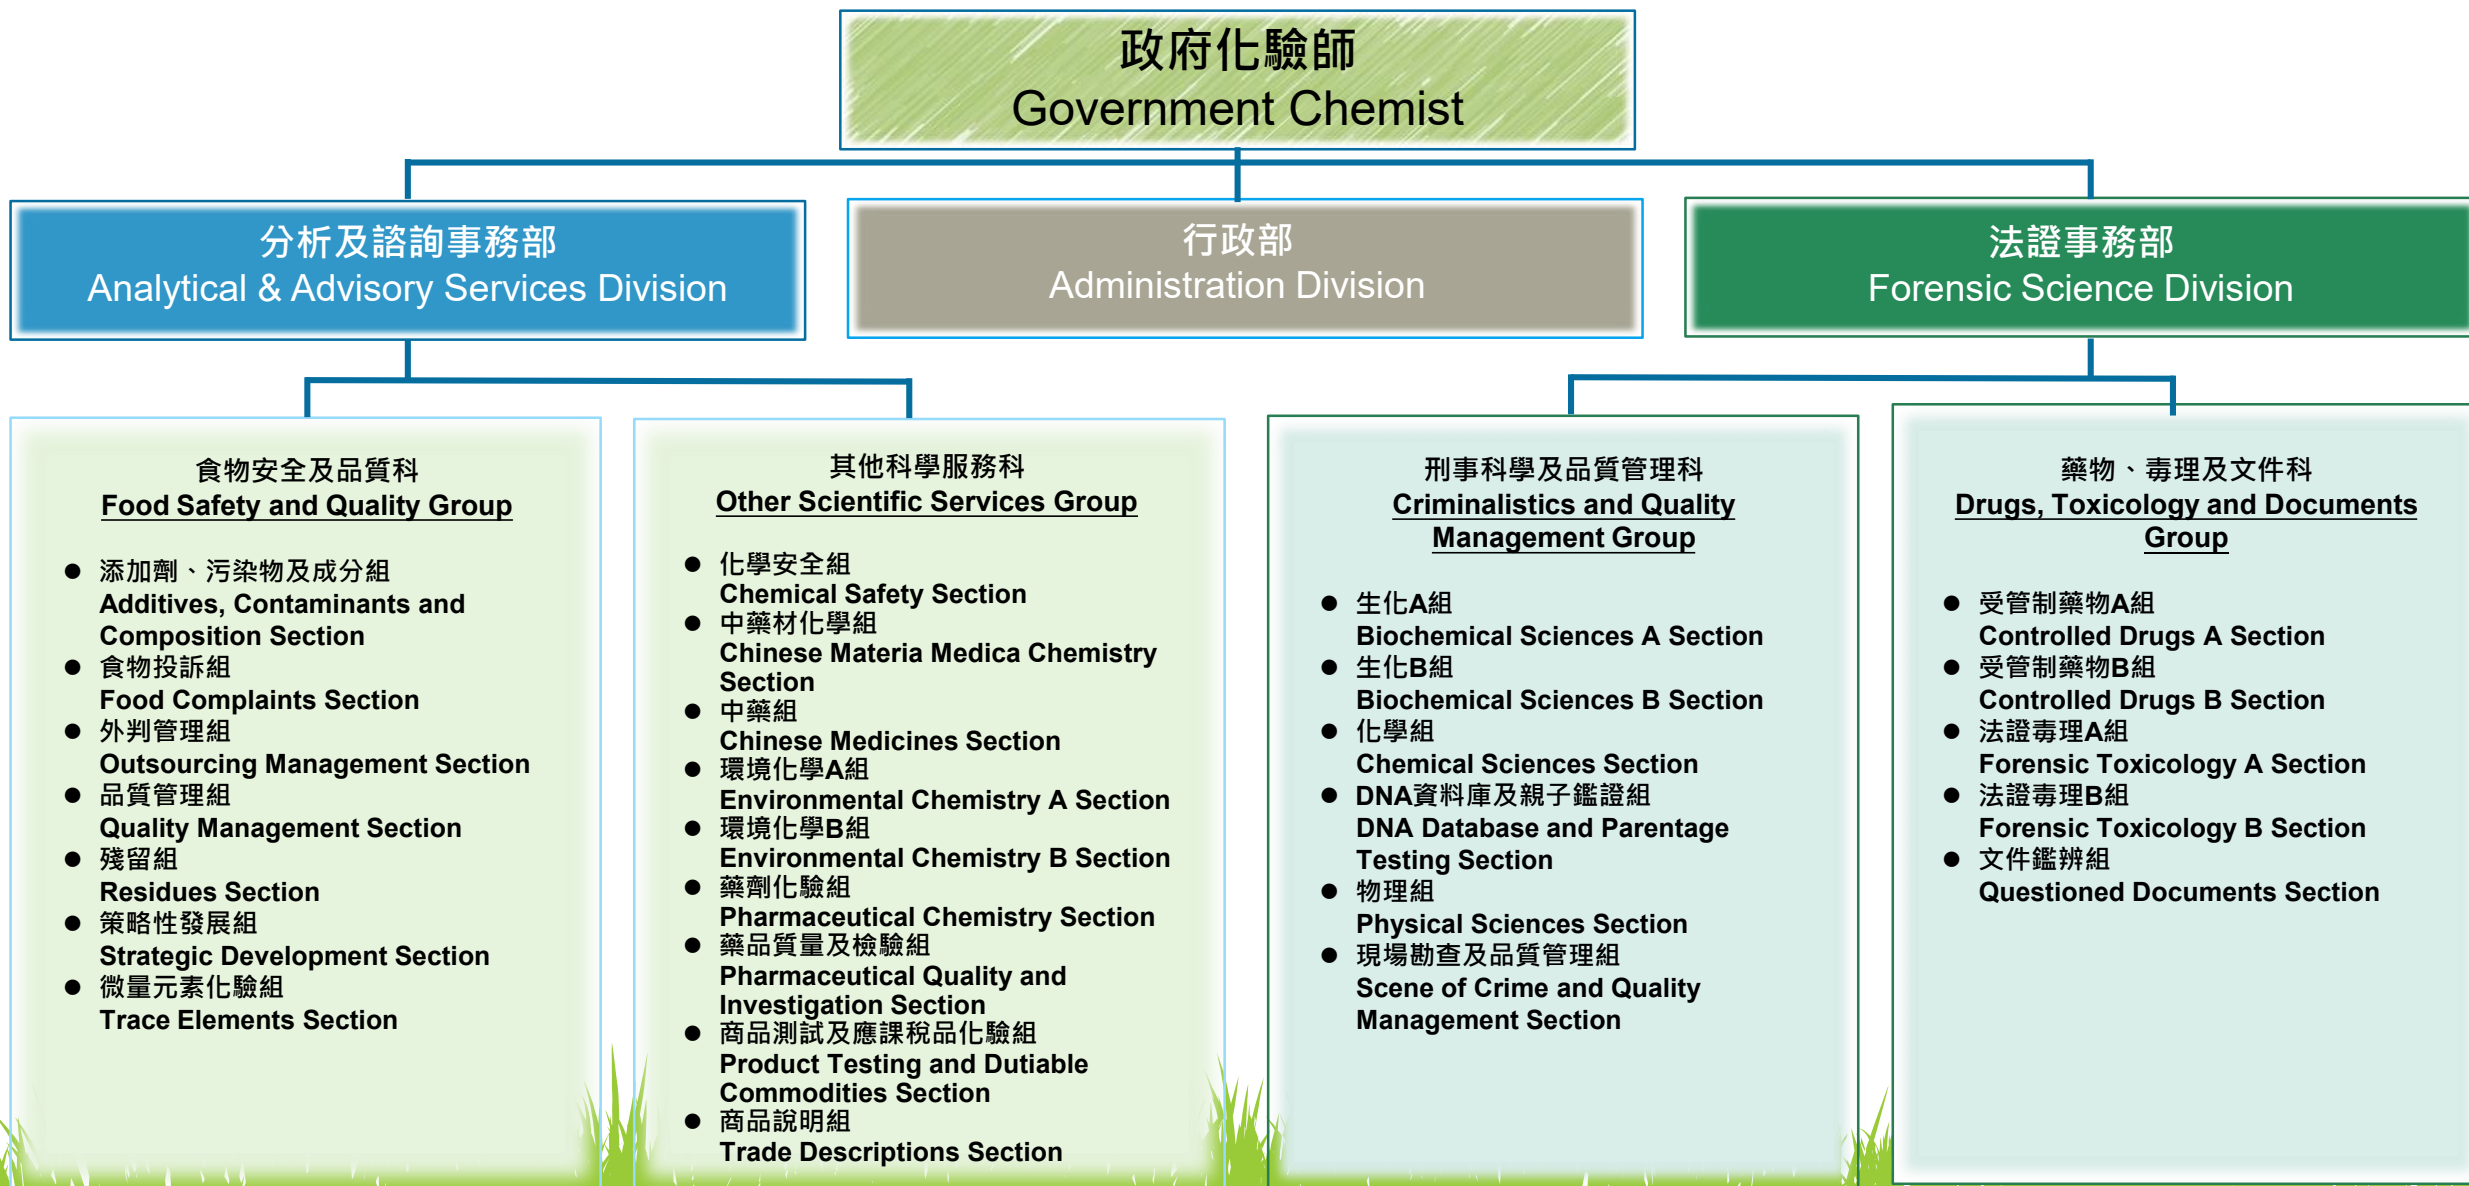 政府化驗師
Government Chemist
分析及諮詢事務部
Analytical & Advisory Services Division
行政部
Administration Division
法證事務部
Forensic Science Division
食物安全及品質科
Food Safety and Quality Group
● 添加劑、污染物及成分組
Additives, Contaminants and
Composition Section
● 食物投訴組
Food Complaints Section
● 外判管理組
Outsourcing Management Section
● 品質管理組
Quality Management Section
● 殘留組
Residues Section
● 策略性發展組
Strategic Development Section
● 微量元素化驗組
Trace Elements Section
其他科學服務科
Other Scientific Services Group
● 化學安全組
Chemical Safety Section
● 中藥材化學組
Chinese Materia Medica Chemistry
Section
● 中藥組
Chinese Medicines Section
● 環境化學A組
Environmental Chemistry A Section
● 環境化學B組
Environmental Chemistry B Section
● 藥劑化驗組
Pharmaceutical Chemistry Section
● 藥品質量及檢驗組
Pharmaceutical Quality and
Investigation Section
● 商品測試及應課稅品化驗組
Product Testing and Dutiable
Commodities Section
● 商品說明組
Trade Descriptions Section
刑事科學及品質管理科
Criminalistics and Quality
Management Group
● 生化A組
Biochemical Sciences A Section
● 生化B組
Biochemical Sciences B Section
● 化學組
Chemical Sciences Section
● DNA資料庫及親子鑑證組
DNA Database and Parentage
Testing Section
● 物理組
Physical Sciences Section
● 現場勘查及品質管理組
Scene of Crime and Quality
Management Section
藥物、毒理及文件科
Drugs, Toxicology and Documents
Group
● 受管制藥物A組
Controlled Drugs A Section
● 受管制藥物B組
Controlled Drugs B Section
● 法證毒理A組
Forensic Toxicology A Section
● 法證毒理B組
Forensic Toxicology B Section
● 文件鑑辨組
Questioned Documents Section